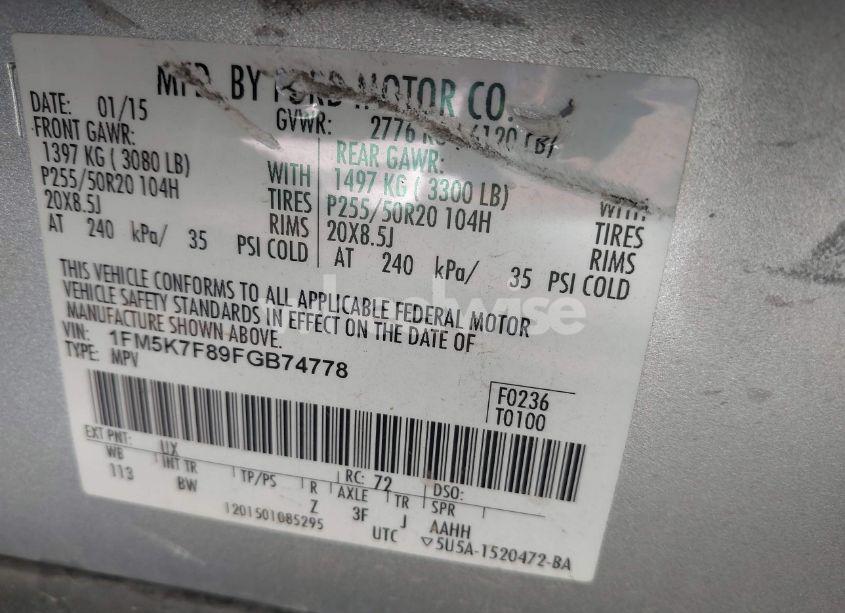 MFD. BY FORD MOTOR CO.
DATE: 01/15 GVWR: 2776 KG 6120 LB)
FRONT GAWR: REAR GAWR:
1397 KG ( 3080 LB) WITH 1497 KG ( 3300 LB) WITH
P255/50R20 104H TIRES P255/50R20 104H TIRES
20X8.5J RIMS 20X8.5J RIMS
AT 240 kPa/ 35 PSI COLD AT 240 kPa/ 35 PSI COLD
THIS VEHICLE CONFORMS TO ALL APPLICABLE FEDERAL MOTOR
VEHICLE SAFETY STANDARDS IN EFFECT ON THE DATE OF
MANUFACTURE SHOWN ABOVE.
VIN: 1FM5K7F89FGB74778
TYPE: MPV
F0236
T0100
EXT PNT: UX RC: 72 DSO:
WB INT TR TP/PS R AXLE TR SPR
113 BW Z 3F J AAHH
1201501085295 UTC ▽5U5A-1520472-BA